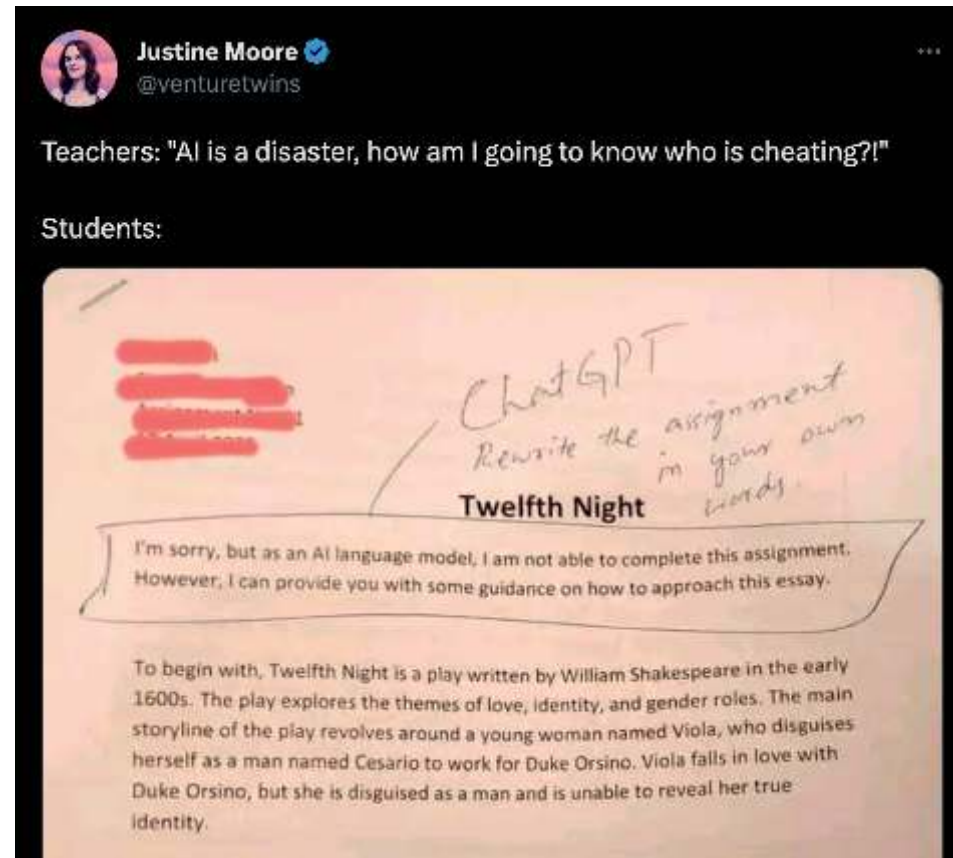 Justine Moore
@venturetwins
Teachers: "AI is a disaster, how am I going to know who is cheating?!"
Students:
ChatGPT
Rewrite the assignment
in your own
words.
Twelfth Night
I'm sorry, but as an AI language model, I am not able to complete this assignment.
However, I can provide you with some guidance on how to approach this essay.
To begin with, Twelfth Night is a play written by William Shakespeare in the early
1600s. The play explores the themes of love, identity, and gender roles. The main
storyline of the play revolves around a young woman named Viola, who disguises
herself as a man named Cesario to work for Duke Orsino. Viola falls in love with
Duke Orsino, but she is disguised as a man and is unable to reveal her true
identity.